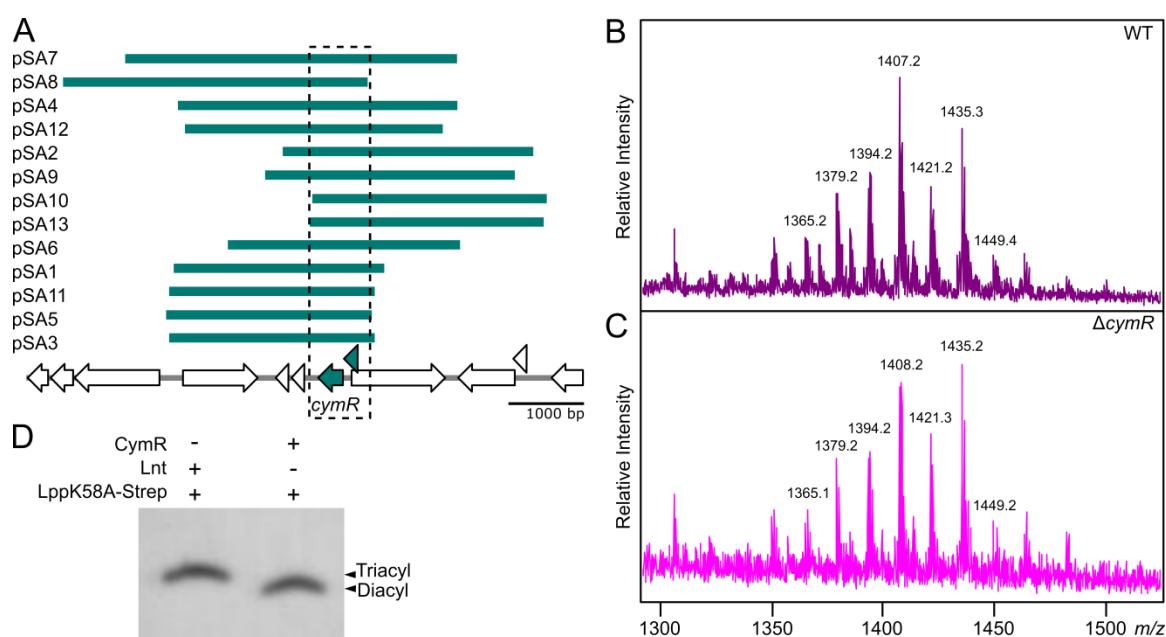 A
pSA7
pSA8
pSA4
pSA12
pSA2
pSA9
pSA10
pSA13
pSA6
pSA1
pSA11
pSA5
pSA3
cymR
1000 bp
B
WT
Relative Intensity
1365.2
1379.2
1394.2
1407.2
1421.2
1435.3
1449.4
C
ΔcymR
Relative Intensity
1365.1
1379.2
1394.2
1408.2
1421.3
1435.2
1449.2
1300 1350 1400 1450 1500 m/z
D
CymR - +
Lnt + -
LppK58A-Strep + +
Triacyl
Diacyl